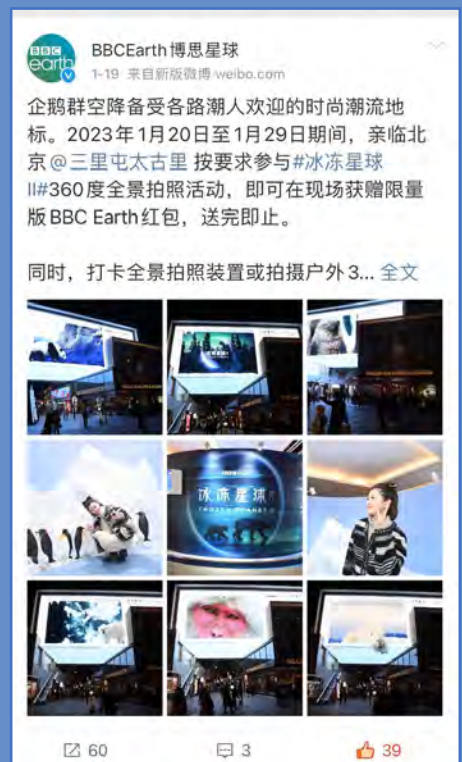 BBC
earth
BBCEarth博思星球
1-19 来自新版微博 weibo.com
企鹅群空降备受各路潮人欢迎的时尚潮流地
标。2023年1月20日至1月29日期间，亲临北
京@三里屯太古里 按要求参与#冰冻星球
II#360度全景拍照活动，即可在现场获赠限量
版BBC Earth红包，送完即止。
同时，打卡全景拍照装置或拍摄户外3... 全文
冰冻星球II
FROZEN PLANET II
60
3
39